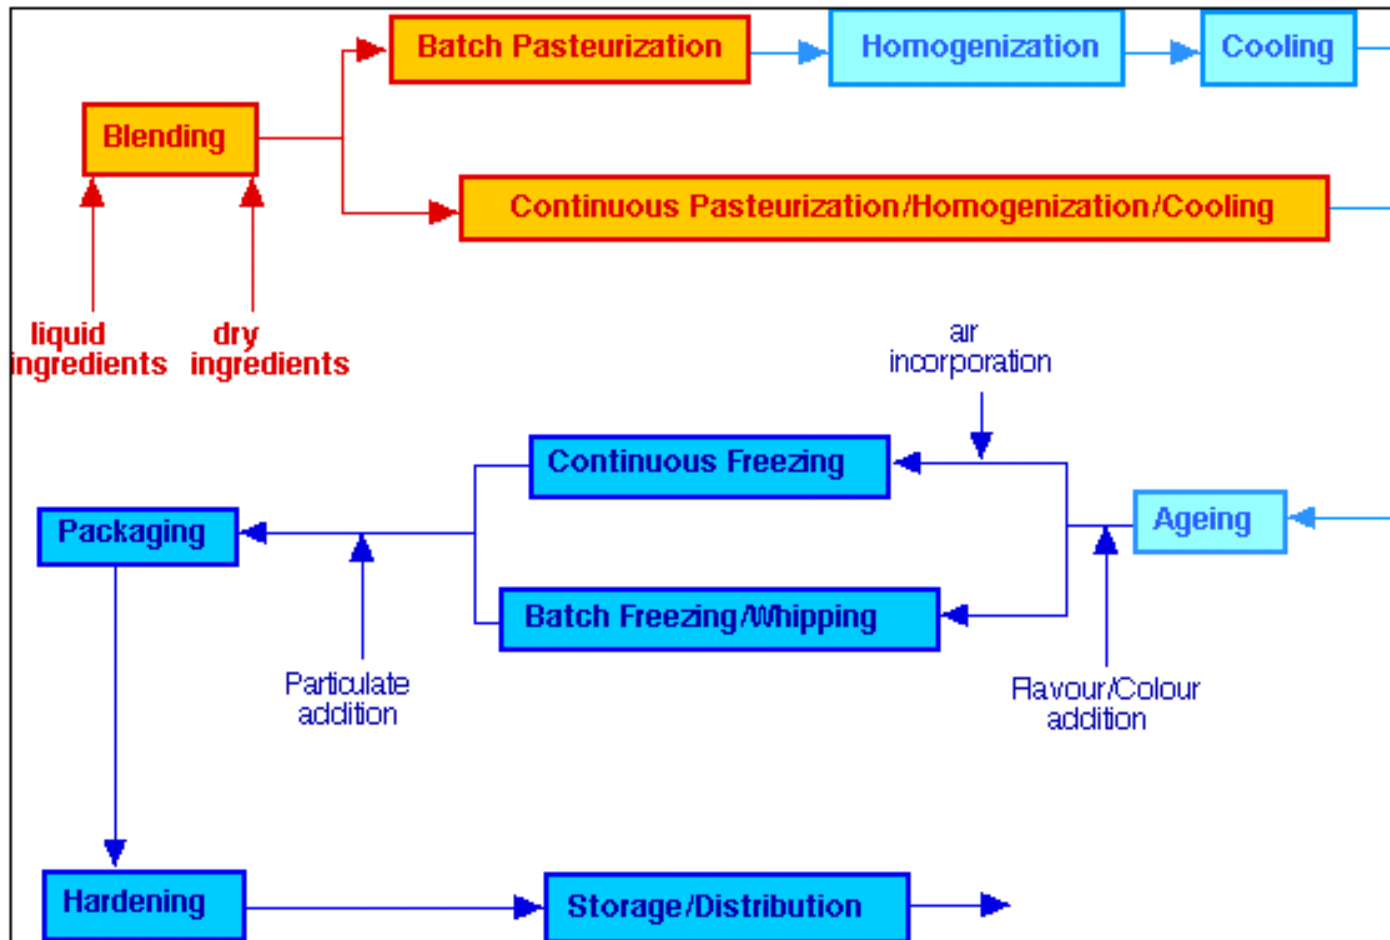 Batch Pasteurization
Homogenization
Cooling
Blending
Continuous Pasteurization/Homogenization/Cooling
liquid
ingredients
dry
ingredients
air
incorporation
Continuous Freezing
Packaging
Ageing
Batch Freezing/Whipping
Particulate
addition
Flavour/Colour
addition
Hardening
Storage/Distribution